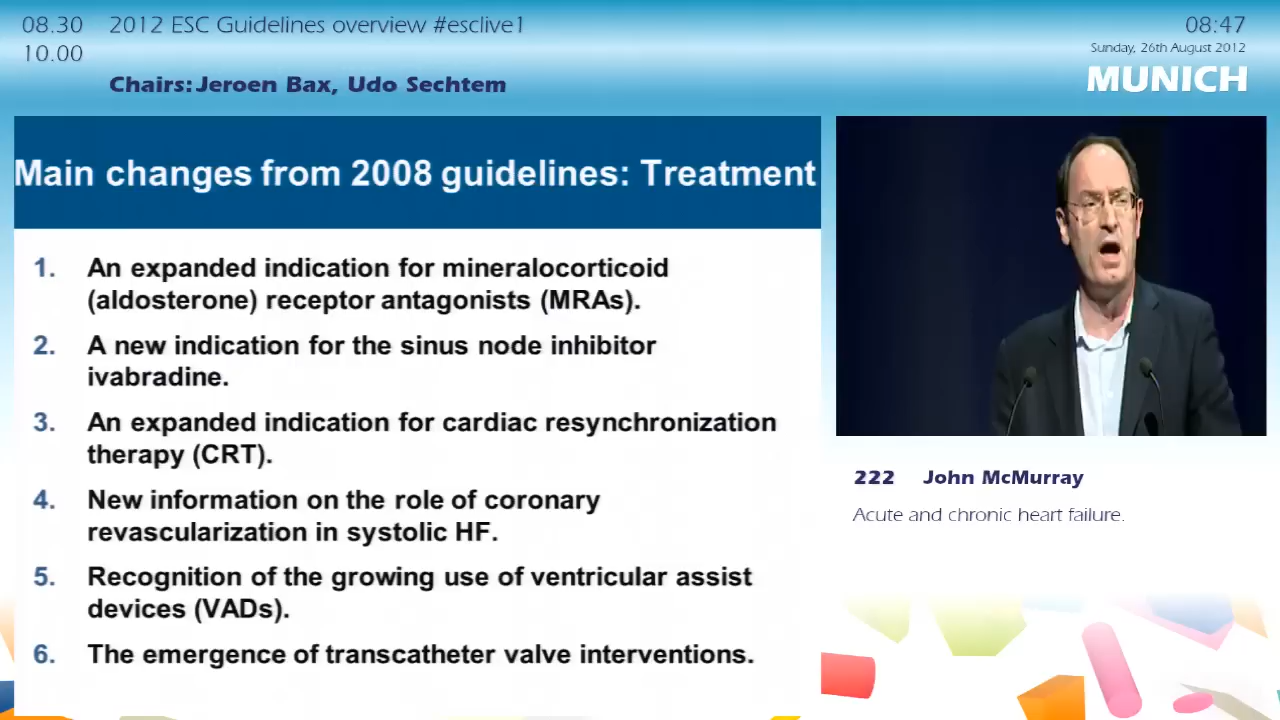 08.30 2012 ESC Guidelines overview #esclive1
10.00
Chairs: Jeroen Bax, Udo Sechtem
08:47
Sunday, 26th August 2012
MUNICH
Main changes from 2008 guidelines: Treatment
1. An expanded indication for mineralocorticoid
(aldosterone) receptor antagonists (MRAs).
2. A new indication for the sinus node inhibitor
ivabradine.
3. An expanded indication for cardiac resynchronization
therapy (CRT).
4. New information on the role of coronary
revascularization in systolic HF.
5. Recognition of the growing use of ventricular assist
devices (VADs).
6. The emergence of transcatheter valve interventions.
222 John McMurray
Acute and chronic heart failure.